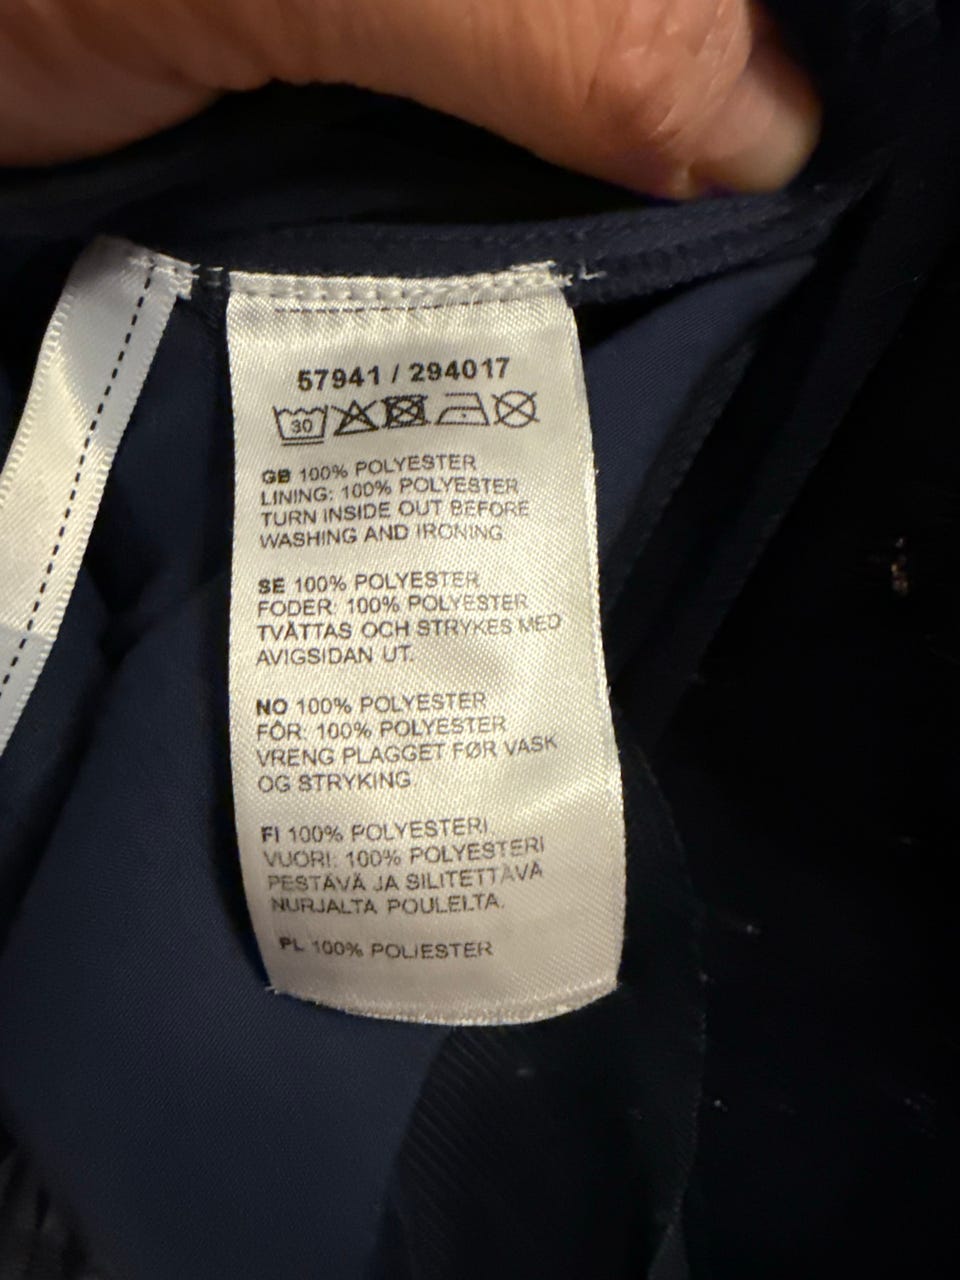 57941 / 294017
30
GB 100% POLYESTER
LINING: 100% POLYESTER
TURN INSIDE OUT BEFORE
WASHING AND IRONING.
SE 100% POLYESTER
FODER: 100% POLYESTER
TVÄTTAS OCH STRYKES MED
AVIGSIDAN UT.
NO 100% POLYESTER
FÔR: 100% POLYESTER
VRENG PLAGGET FØR VASK
OG STRYKING.
FI 100% POLYESTERI,
VUORI: 100% POLYESTERI
PESTÄVÄ JA SILITETTÄVÄ
NURJALTA POULELTA.
PL 100% POLIESTER